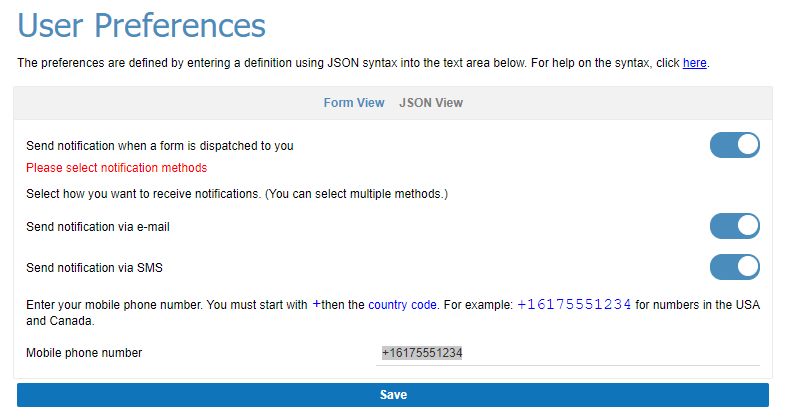 User Preferences
The preferences are defined by entering a definition using JSON syntax into the text area below. For help on the syntax, click here.
Form View JSON View
Send notification when a form is dispatched to you
Please select notification methods
Select how you want to receive notifications. (You can select multiple methods.)
Send notification via e-mail
Send notification via SMS
Enter your mobile phone number. You must start with +then the country code. For example: +16175551234 for numbers in the USA
and Canada.
Mobile phone number +16175551234
Save